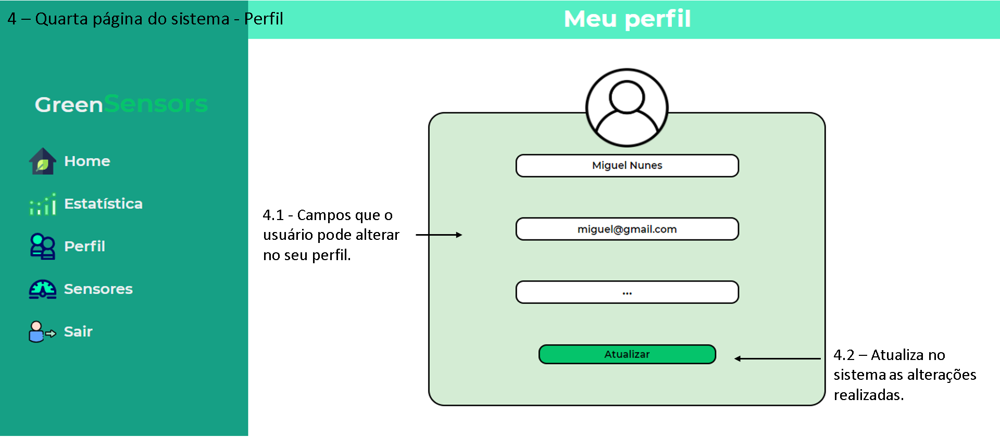 4 – Quarta página do sistema - Perfil
Meu perfil
GreenSensors
Home
Estatística
Perfil
Sensores
Sair
Miguel Nunes
miguel@gmail.com
...
Atualizar
4.1 - Campos que o
usuário pode alterar
no seu perfil.
4.2 – Atualiza no
sistema as alterações
realizadas.